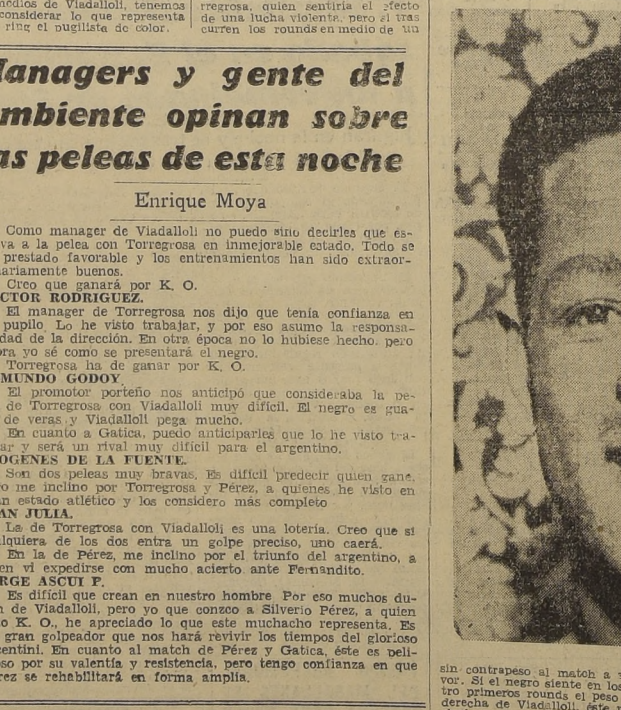 medios de Viadalloli, tenemos
considerar lo que representa
ring el pugilista de color.
rregrosa, quien sentiría el efecto
de una lucha violenta, pero si tras
curren los rounds en medio de un
anagers y gente del
mbiente opinan sobre
as peleas de esta noche
Enrique Moya
Como manager de Viadalloli no puedo sino decirles que es-
va a la pelea con Torregrosa en inmejorable estado. Todo se
prestado favorable y los entrenamientos han sido extraor-
nariamente buenos.
Creo que ganará por K. O.
CTOR RODRIGUEZ.
El manager de Torregrosa nos dijo que tenía confianza en
pupilo. Lo he visto trabajar, y por eso asumo la responsa-
dad de la dirección. En otra época no lo hubiese hecho, pero
ora yo sé como se presentará el negro.
Torregrosa ha de ganar por K. O.
MUNDO GODOY.
El promotor porteño nos anticipó que consideraba la pe-
de Torregrosa con Viadalloli muy difícil. El negro es gua-
de veras y Viadalloli pega mucho.
En cuanto a Gatica, puedo anticiparles que lo he visto tra-
ar y será un rival muy difícil para el argentino.
OGENES DE LA FUENTE.
Son dos peleas muy bravas. Es difícil predecir quien gane,
o me inclino por Torregrosa y Pérez, a quienes he visto en
n estado atlético y los considero más completo
AN JULIA.
La de Torregrosa con Viadalloli es una lotería. Creo que si
lquiera de los dos entra un golpe preciso, uno caerá.
En la de Pérez, me inclino por el triunfo del argentino, a
en vi expedirse con mucho acierto ante Fernandito.
RGE ASCUI P.
Es difícil que crean en nuestro hombre Por eso muchos du-
n de Viadalloli, pero yo que conzco a Silverio Pérez, a quien
o K. O., he apreciado lo que este muchacho representa. Es
gran golpeador que nos hará revivir los tiempos del glorioso
centini. En cuanto al match de Pérez y Gatica, éste es peli-
oso por su valentía y resistencia, pero tengo confianza en que
rez se rehabilitará en forma amplia.
sin contrapeso al match a
vor. Si el negro siente en los
tro primeros rounds el peso
derecha de Viadalloli, éste